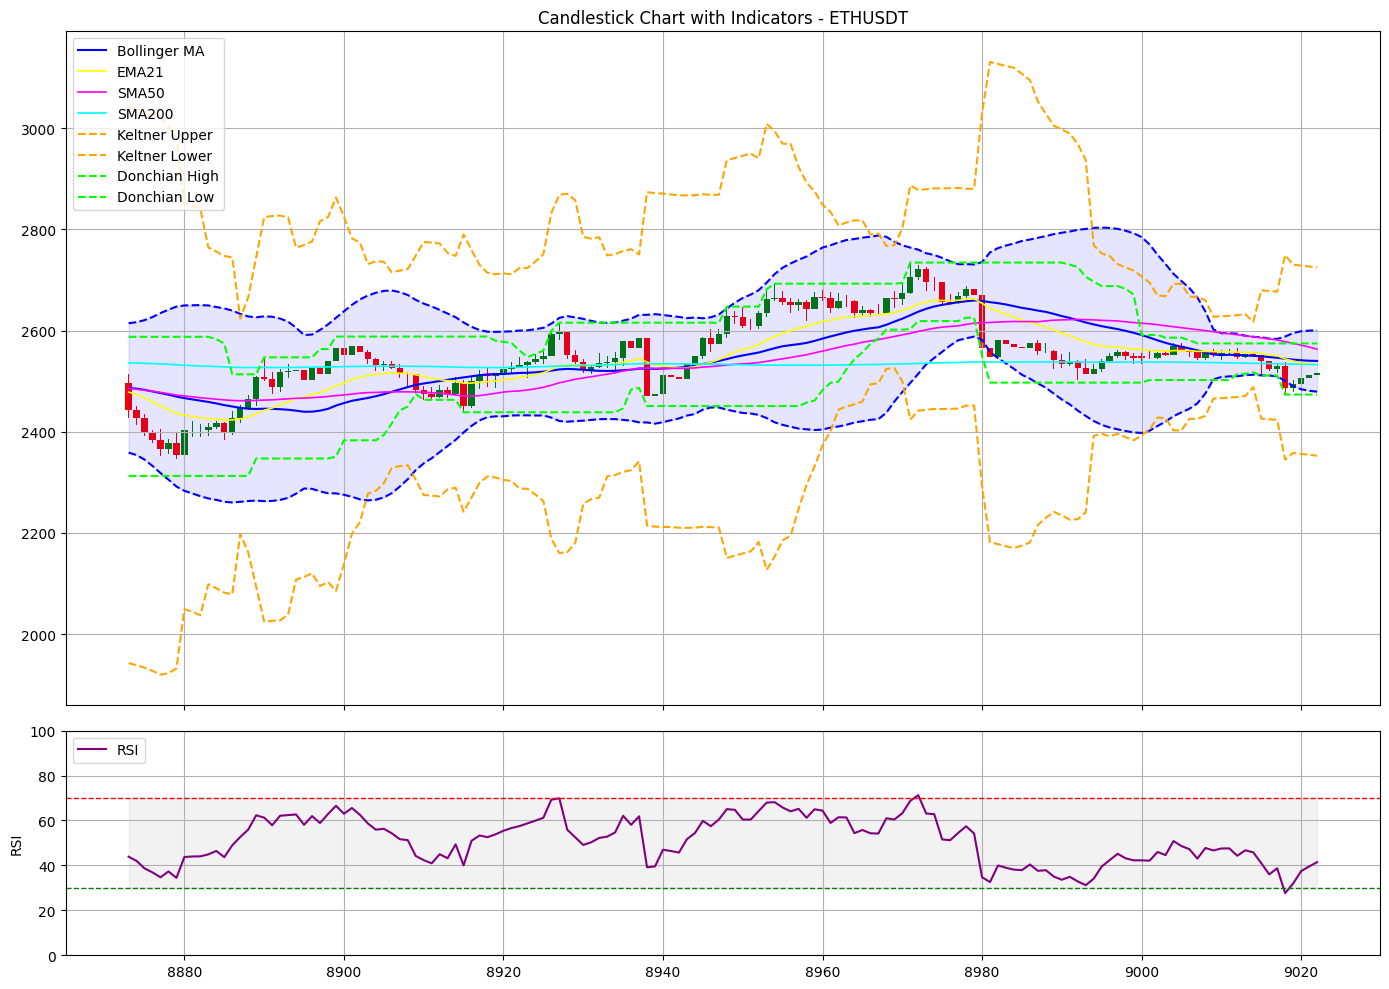 Candlestick Chart with Indicators - ETHUSDT
Bollinger MA
EMA21
SMA50
SMA200
Keltner Upper
Keltner Lower
Donchian High
Donchian Low
3000
2800
2600
2400
2200
2000
RSI
100
80
60
40
20
0
RSI
8880 8900 8920 8940 8960 8980 9000 9020